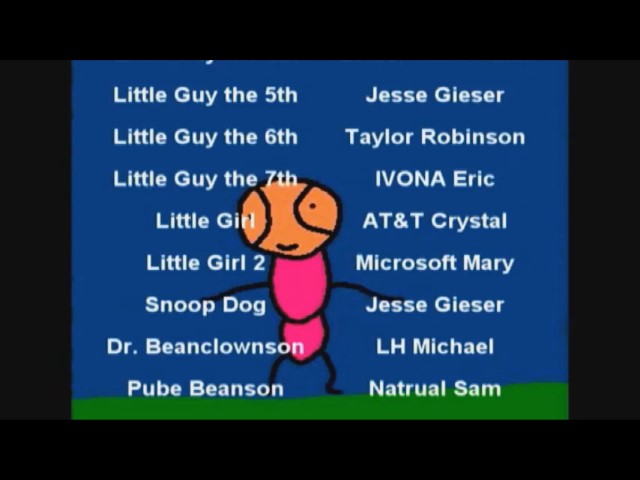 Little Guy the 5th Jesse Gieser
Little Guy the 6th Taylor Robinson
Little Guy the 7th IVONA Eric
Little Girl AT&T Crystal
Little Girl 2 Microsoft Mary
Snoop Dog Jesse Gieser
Dr. Beanclownson LH Michael
Pube Beanson Natrual Sam